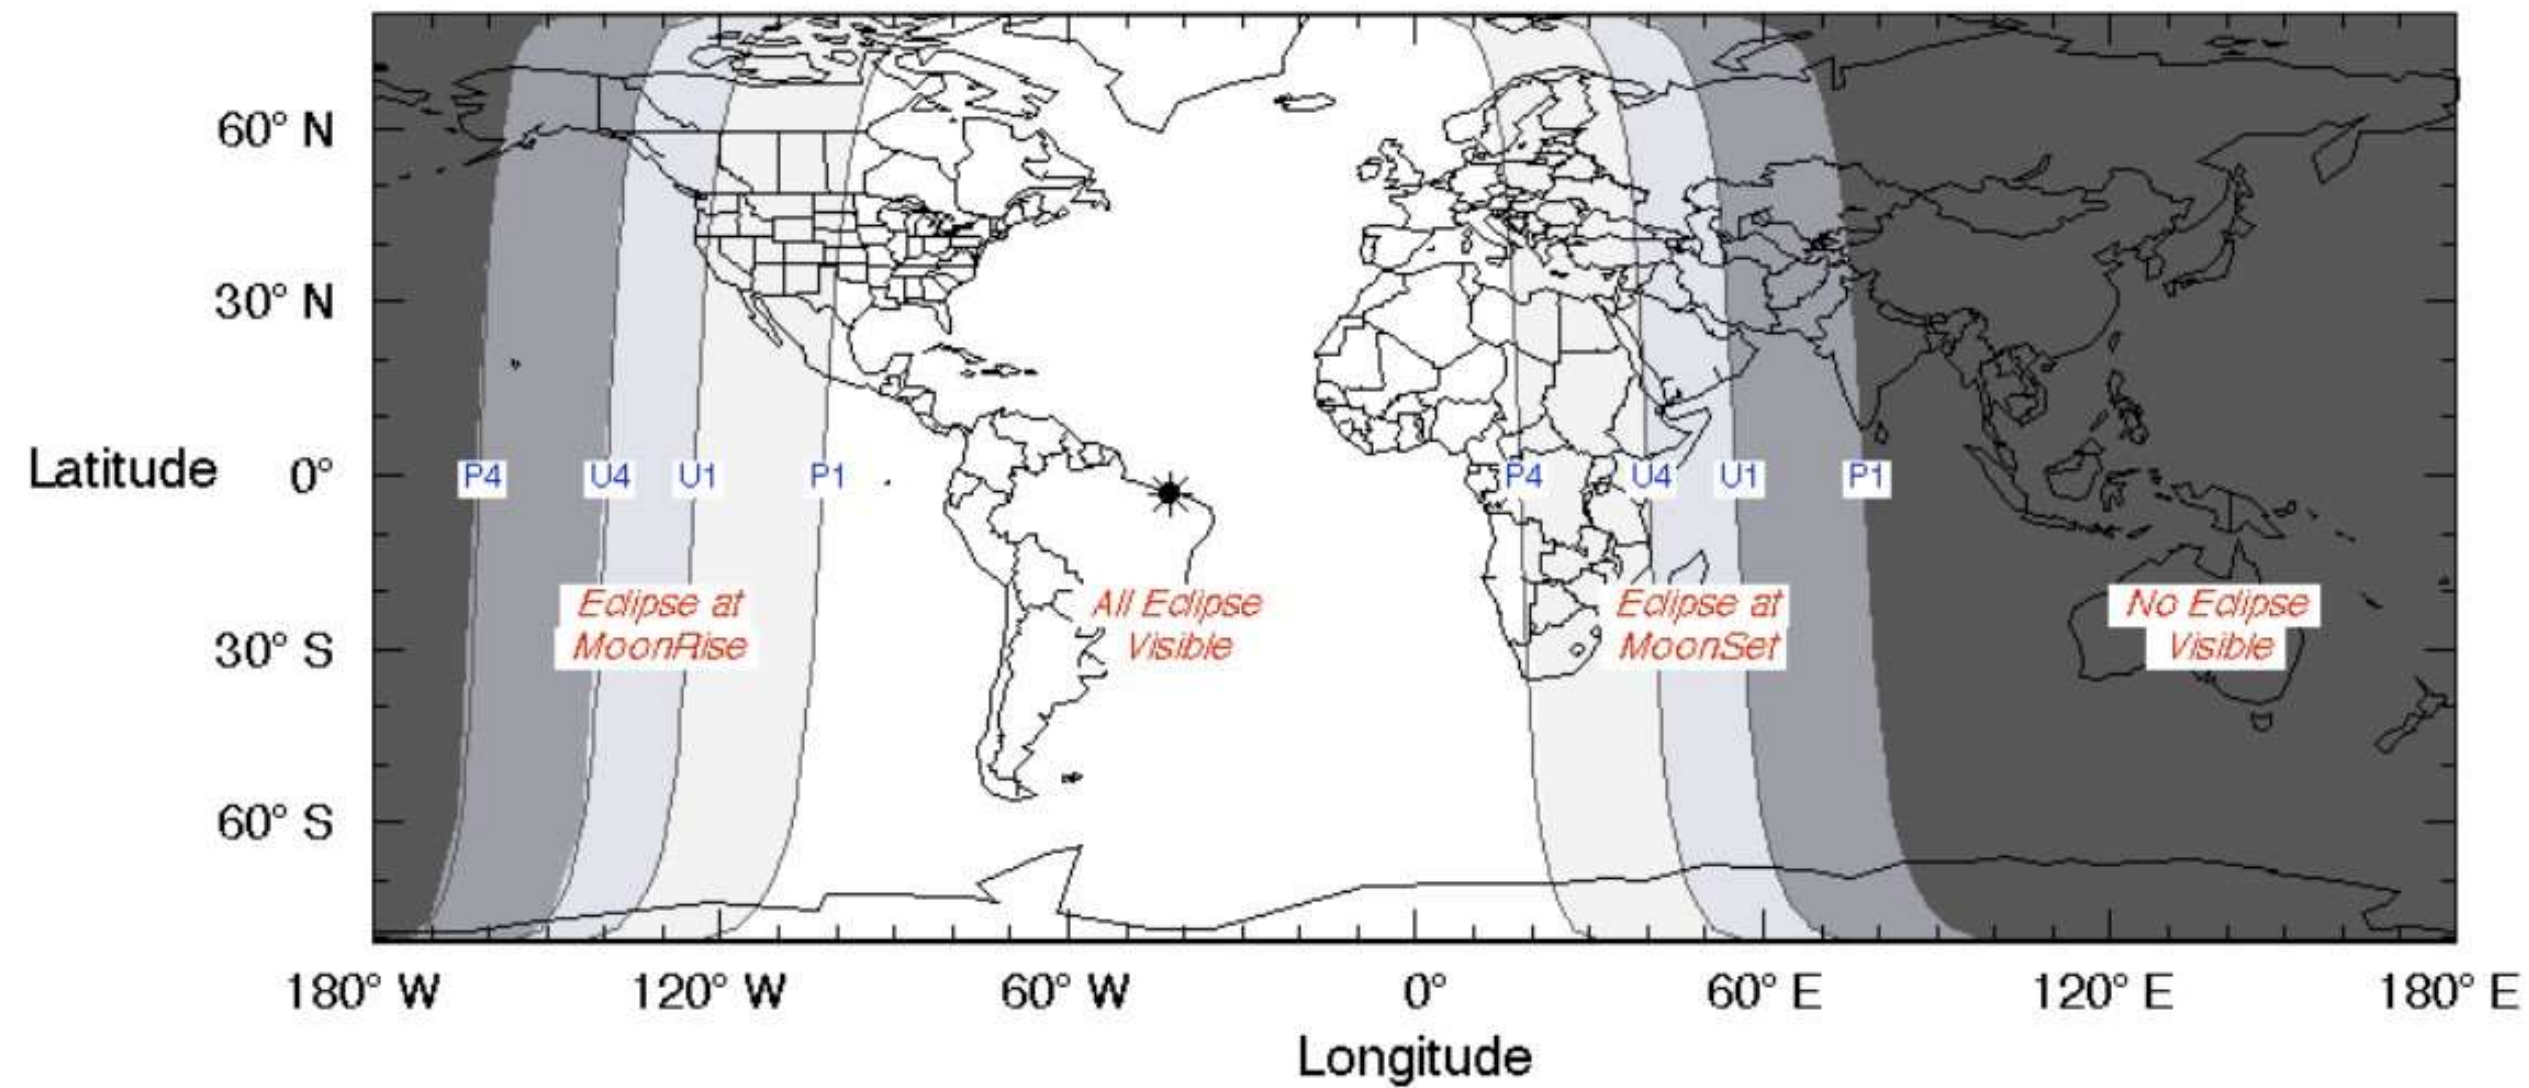 60° N
30° N
Latitude 0°
P4 U4 U1 P1 P4 U4 U1 P1
Eclipse at
MoonRise
All Eclipse
Visible
Eclipse at
MoonSet
No Eclipse
Visible
30° S
60° S
180° W 120° W 60° W 0° 60° E 120° E 180° E
Longitude